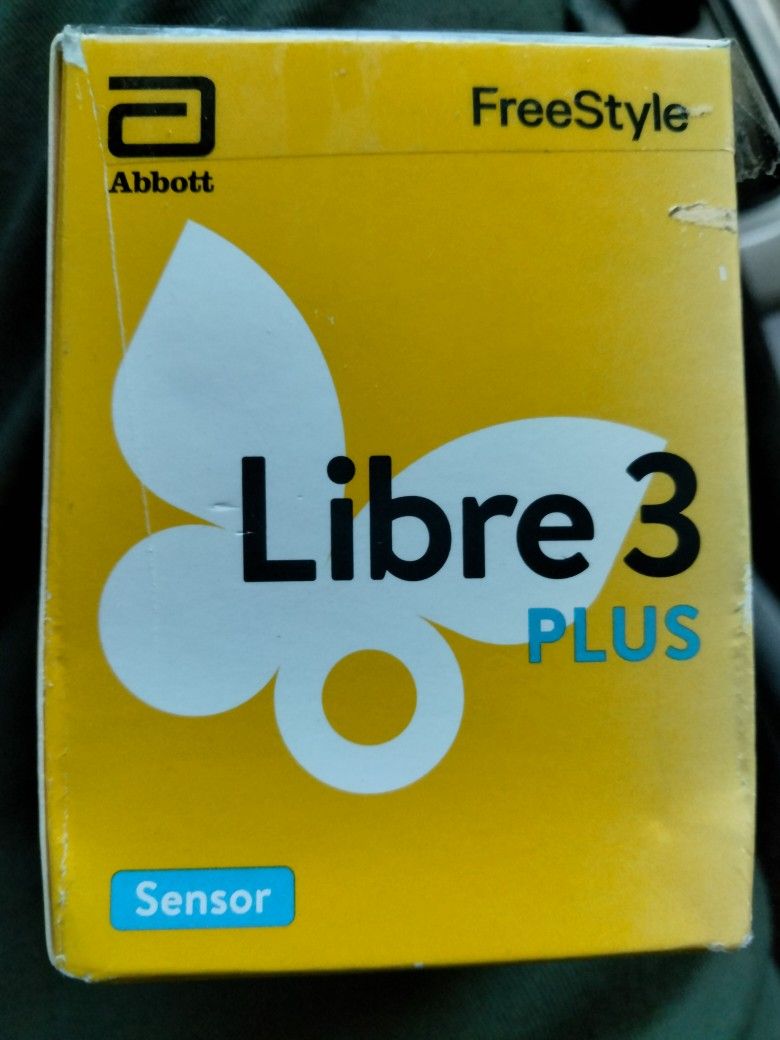 Abbott
FreeStyle
Libre 3
PLUS
Sensor